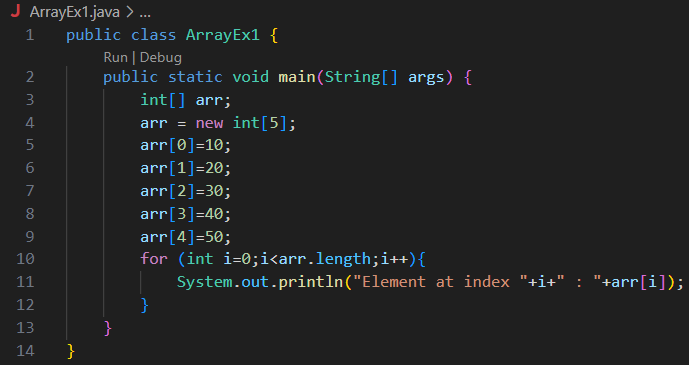 J ArrayEx1.java > ...
1 public class ArrayEx1 {
Run | Debug
2 public static void main(String[] args) {
3 int[] arr;
4 arr = new int[5];
5 arr[0]=10;
6 arr[1]=20;
7 arr[2]=30;
8 arr[3]=40;
9 arr[4]=50;
10 for (int i=0;i<arr.length;i++){
11 System.out.println("Element at index "+i+" : "+arr[i]);
12 }
13 }
14 }